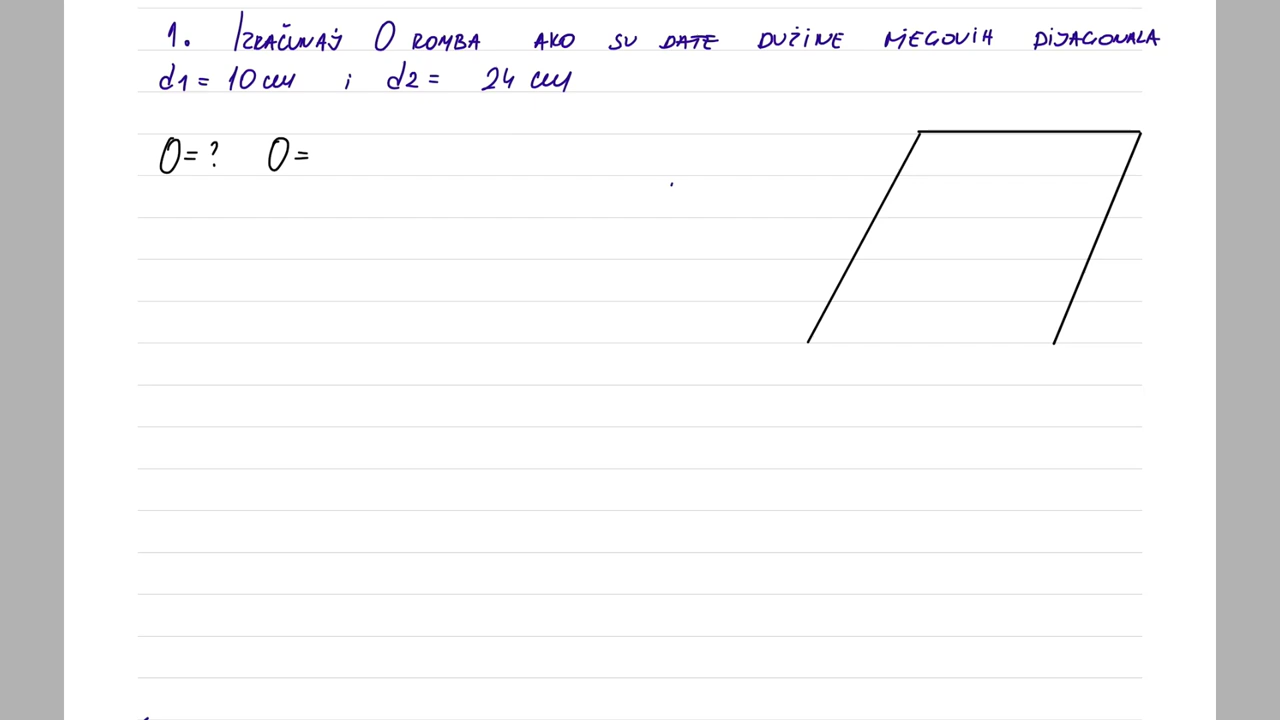 1. IZRAČUNAJ O ROMBA AKO SU DATE DUŽINE NJEGOVIH DIJAGONALA
d1 = 10 cm i d2 = 24 cm
O = ? O =